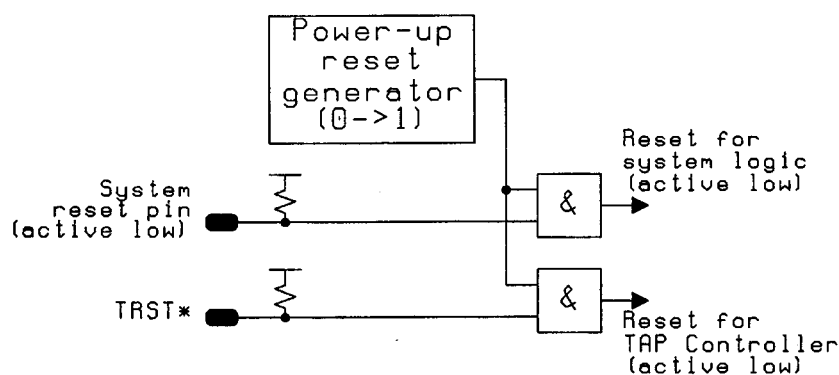 Power-up
reset
generator
(0->1)
Reset for
system logic
(active low)
System
reset pin
(active low)
&
TRST*
&
Reset for
TAP Controller
(active low)